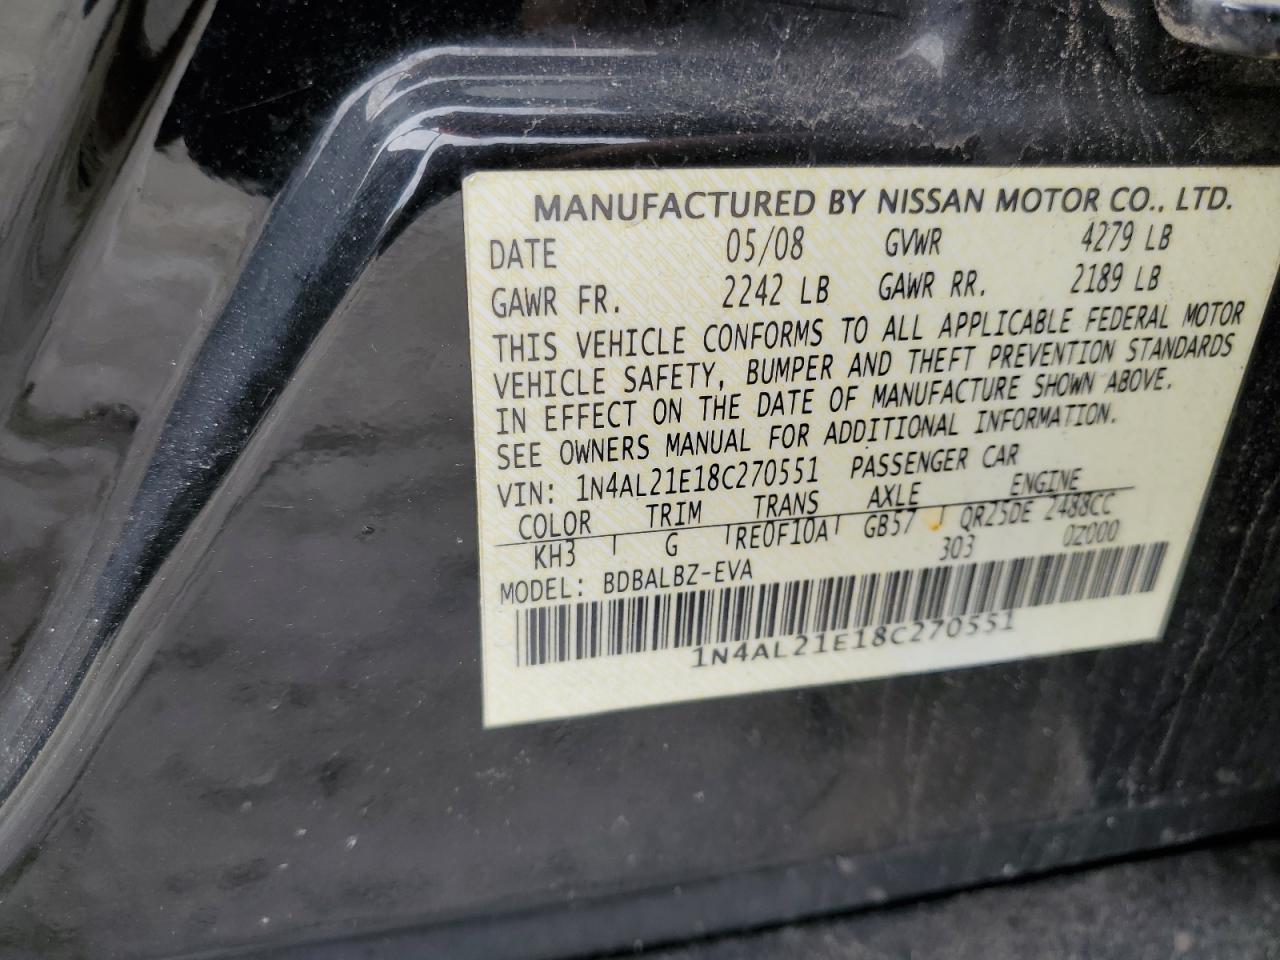 MANUFACTURED BY NISSAN MOTOR CO., LTD.
DATE 05/08 GVWR 4279 LB
GAWR FR. 2242 LB GAWR RR. 2189 LB
THIS VEHICLE CONFORMS TO ALL APPLICABLE FEDERAL MOTOR
VEHICLE SAFETY, BUMPER AND THEFT PREVENTION STANDARDS
IN EFFECT ON THE DATE OF MANUFACTURE SHOWN ABOVE.
SEE OWNERS MANUAL FOR ADDITIONAL INFORMATION.
VIN: 1N4AL21E18C270551 PASSENGER CAR
COLOR TRIM TRANS AXLE ENGINE
KH3 G RE0F10A GB57 QR25DE 2488CC
MODEL: BDBALBZ-EVA 303 0Z000
1N4AL21E18C270551